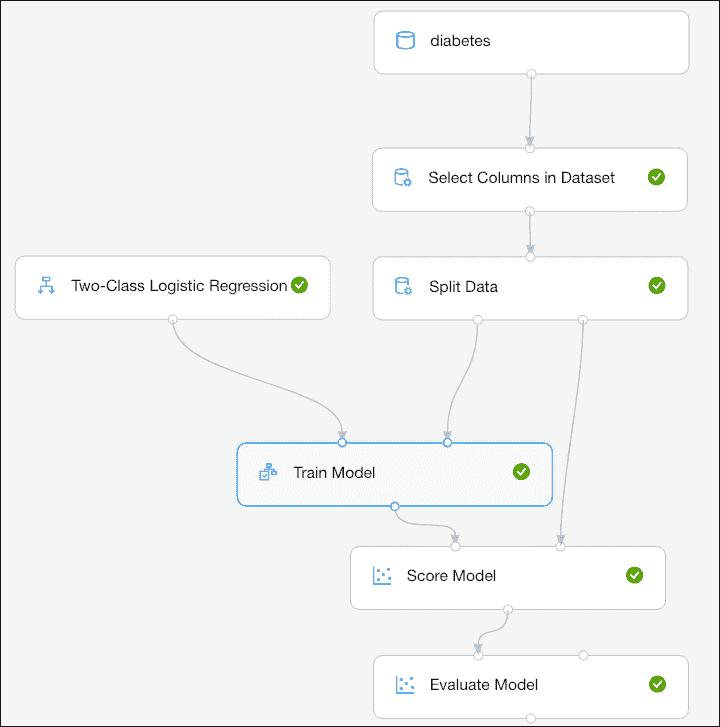 diabetes
Select Columns in Dataset
Two-Class Logistic Regression
Split Data
Train Model
Score Model
Evaluate Model